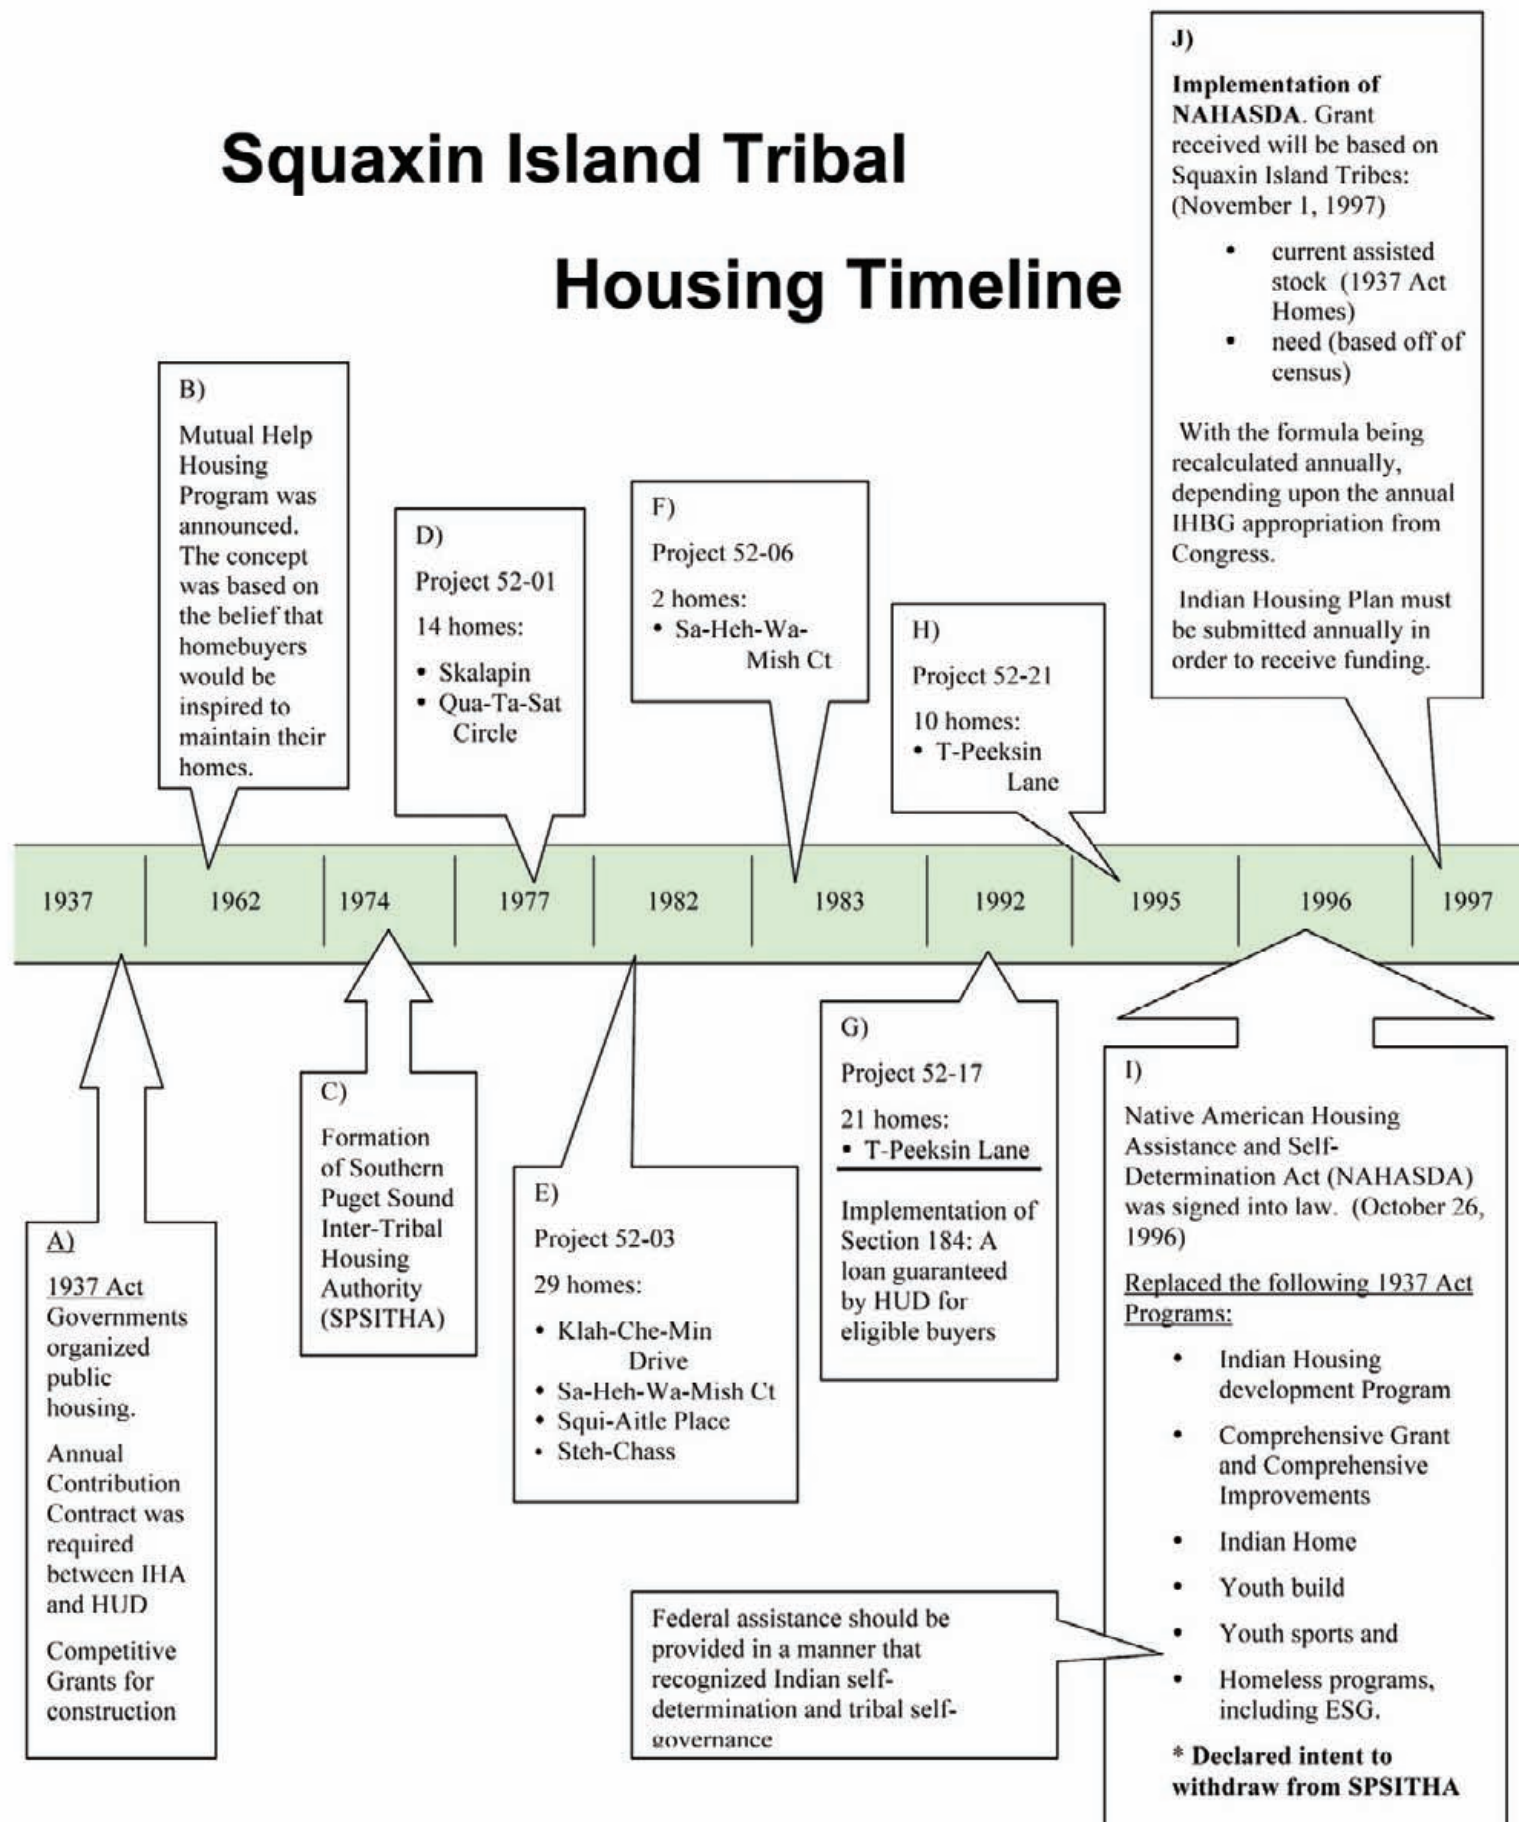 Squaxin Island Tribal
Housing Timeline
J)
Implementation of
NAHASDA. Grant
received will be based on
Squaxin Island Tribes:
(November 1, 1997)
• current assisted
stock (1937 Act
Homes)
• need (based off of
census)
With the formula being
recalculated annually,
depending upon the annual
IHBG appropriation from
Congress.
Indian Housing Plan must
be submitted annually in
order to receive funding.
B)
Mutual Help
Housing
Program was
announced.
The concept
was based on
the belief that
homebuyers
would be
inspired to
maintain their
homes.
D)
Project 52-01
14 homes:
• Skalapin
• Qua-Ta-Sat
Circle
F)
Project 52-06
2 homes:
• Sa-Heh-Wa-
Mish Ct
H)
Project 52-21
10 homes:
• T-Peeksin
Lane
1937 1962 1974 1977 1982 1983 1992 1995 1996 1997
A)
1937 Act
Governments
organized
public
housing.
Annual
Contribution
Contract was
required
between IHA
and HUD
Competitive
Grants for
construction
C)
Formation
of Southern
Puget Sound
Inter-Tribal
Housing
Authority
(SPSITHA)
E)
Project 52-03
29 homes:
• Klah-Che-Min
Drive
• Sa-Heh-Wa-Mish Ct
• Squi-Aitle Place
• Steh-Chass
G)
Project 52-17
21 homes:
• T-Peeksin Lane
Implementation of
Section 184: A
loan guaranteed
by HUD for
eligible buyers
I)
Native American Housing
Assistance and Self-
Determination Act (NAHASDA)
was signed into law. (October 26,
1996)
Replaced the following 1937 Act
Programs:
• Indian Housing
development Program
• Comprehensive Grant
and Comprehensive
Improvements
• Indian Home
• Youth build
• Youth sports and
• Homeless programs,
including ESG.
* Declared intent to
withdraw from SPSITHA
Federal assistance should be
provided in a manner that
recognized Indian self-
determination and tribal self-
governance